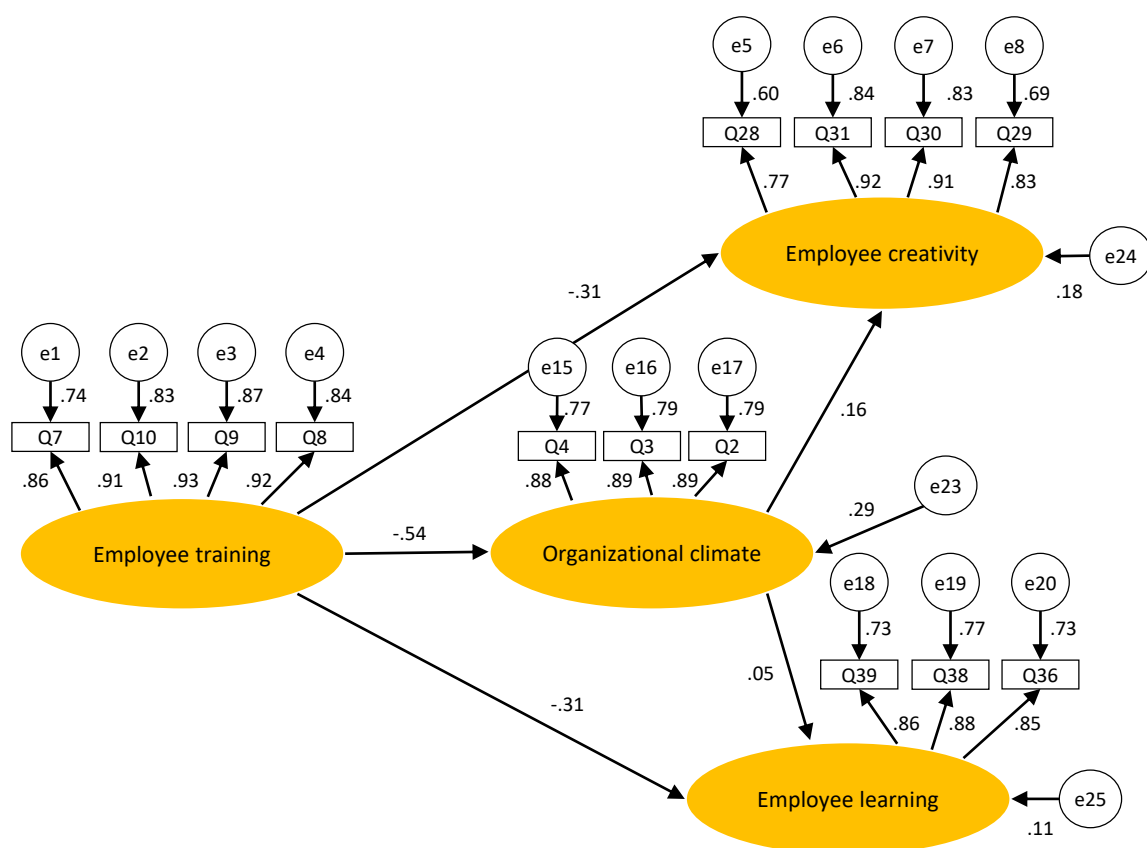 e5 e6 e7 e8
.60 .84 .83 .69
Q28 Q31 Q30 Q29
.77 .92 .91 .83
Employee creativity
e24
.18
-.31
e1 e2 e3 e4
.74 .83 .87 .84
Q7 Q10 Q9 Q8
.86 .91 .93 .92
e15 e16 e17
.77 .79 .79
Q4 Q3 Q2
.88 .89 .89
.16
e23
.29
-.54
Employee training
Organizational climate
e18 e19 e20
.73 .77 .73
Q39 Q38 Q36
.86 .88 .85
.05
-.31
Employee learning
e25
.11